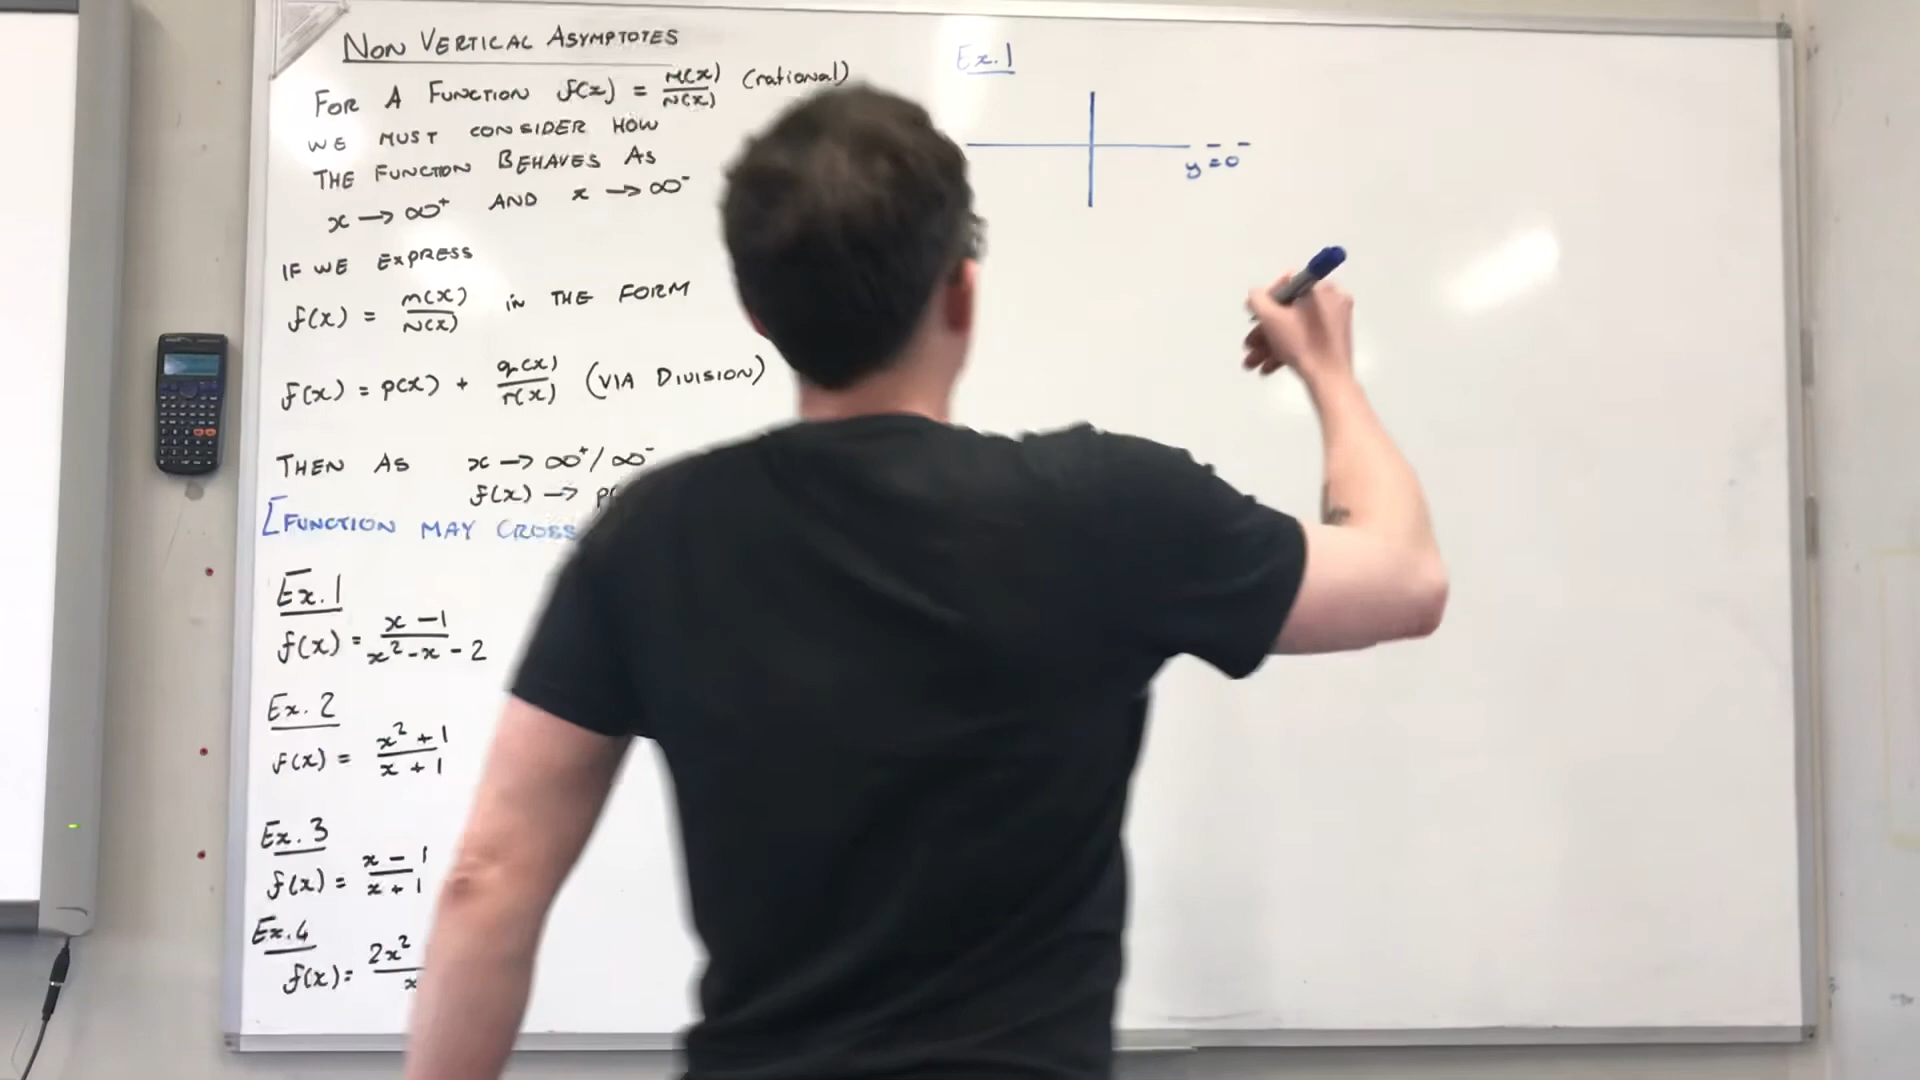 NON VERTICAL ASYMPTOTES
FOR A FUNCTION f(x) = M(x)/N(x) (rational)
WE MUST CONSIDER HOW
THE FUNCTION BEHAVES AS
x → ∞⁺ AND x → ∞⁻
IF WE EXPRESS
f(x) = M(x)/N(x) IN THE FORM
f(x) = p(x) + q(x)/r(x) (VIA DIVISION)
THEN AS x → ∞⁺/∞⁻
f(x) → p(
[FUNCTION MAY CROSS
Ex.1
f(x) = x - 1 / x² - x - 2
Ex. 2
f(x) = x² + 1 / x + 1
Ex. 3
f(x) = x - 1 / x + 1
Ex. 4
f(x) = 2x² / x
Ex. 1
y = 0